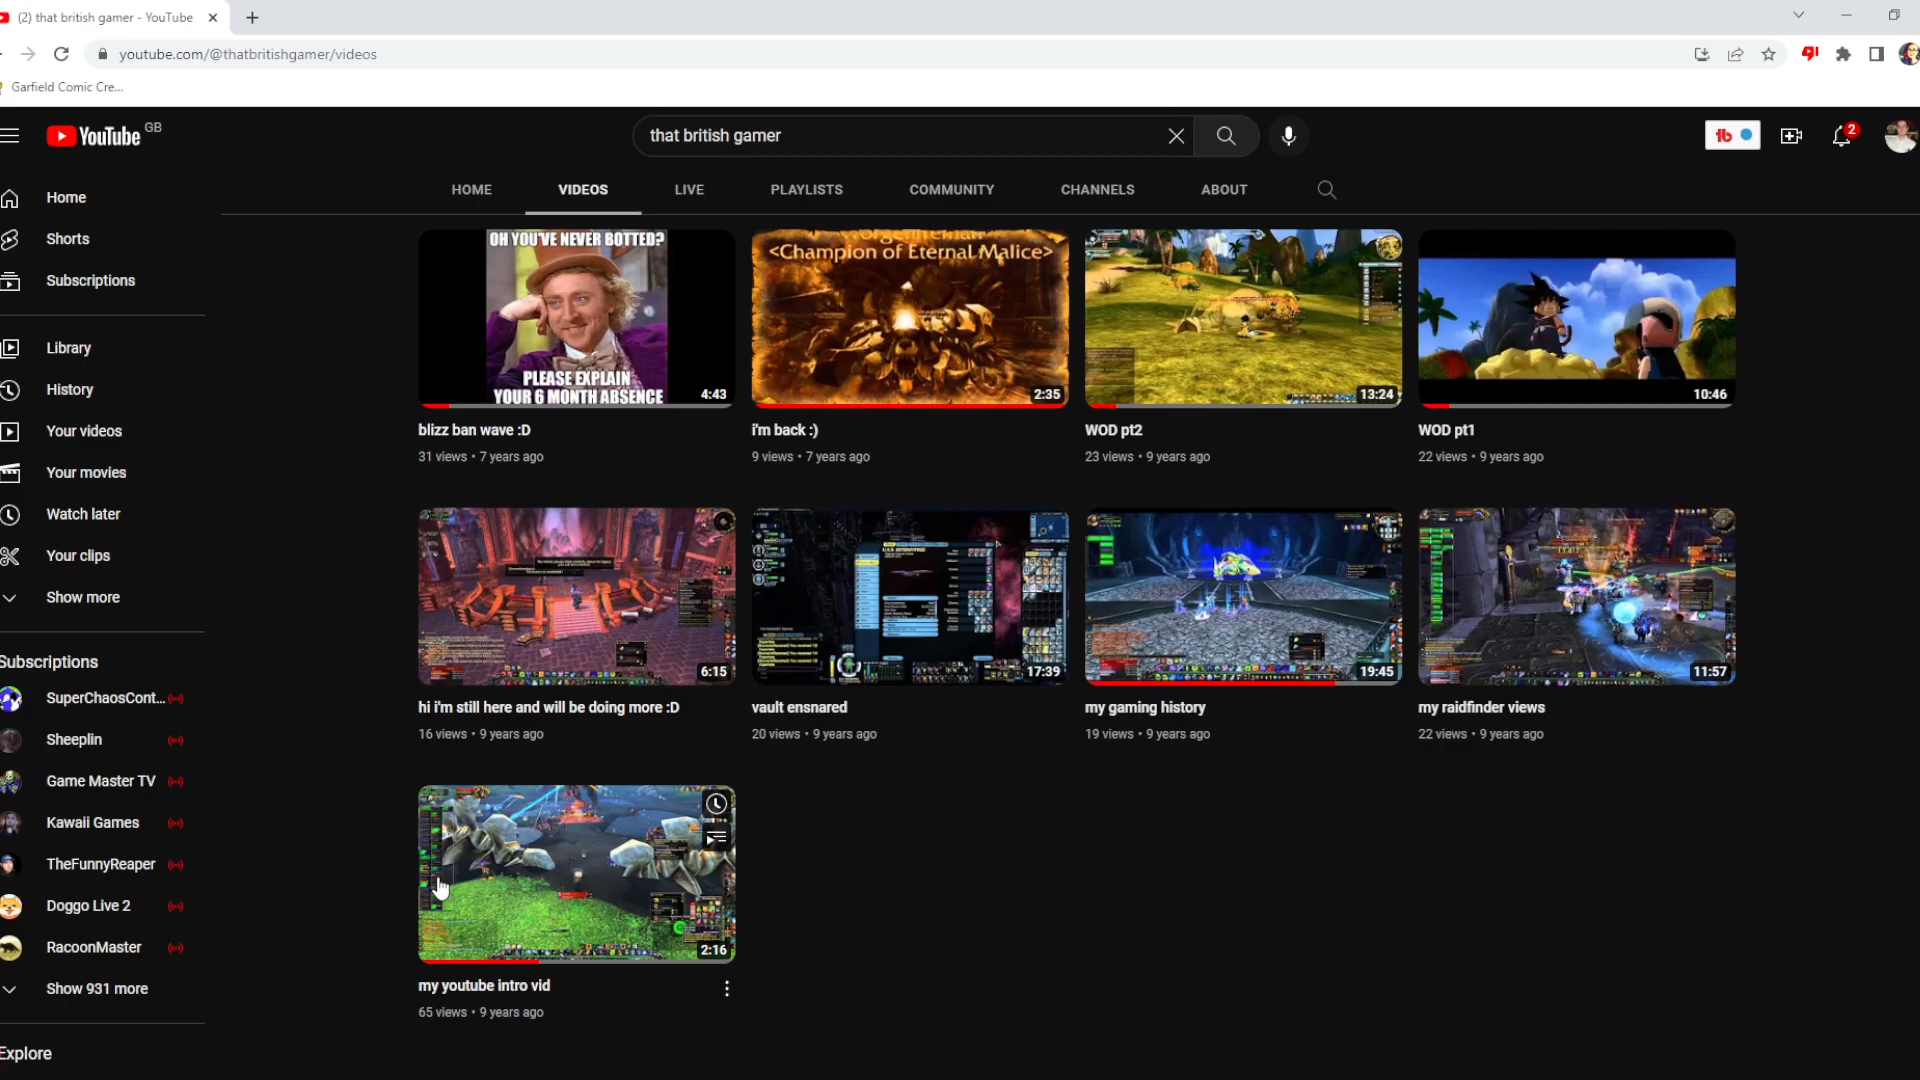 (2) that british gamer - YouTube
youtube.com/@thatbritishgamer/videos
Garfield Comic Cre...
YouTube GB
that british gamer
2
HOME VIDEOS LIVE PLAYLISTS COMMUNITY CHANNELS ABOUT
Home
Shorts
Subscriptions
Library
History
Your videos
Your movies
Watch later
Your clips
Show more
Subscriptions
SuperChaosCont...
Sheeplin
Game Master TV
Kawaii Games
TheFunnyReaper
Doggo Live 2
RacoonMaster
Show 931 more
Explore
OH YOU'VE NEVER BOTTED?
PLEASE EXPLAIN
YOUR 6 MONTH ABSENCE
4:43
blizz ban wave :D
31 views • 7 years ago
<Champion of Eternal Malice>
2:35
i'm back :)
9 views • 7 years ago
13:24
WOD pt2
23 views • 9 years ago
10:46
WOD pt1
22 views • 9 years ago
6:15
hi i'm still here and will be doing more :D
16 views • 9 years ago
17:39
vault ensnared
20 views • 9 years ago
19:45
my gaming history
19 views • 9 years ago
11:57
my raidfinder views
22 views • 9 years ago
2:16
my youtube intro vid
65 views • 9 years ago